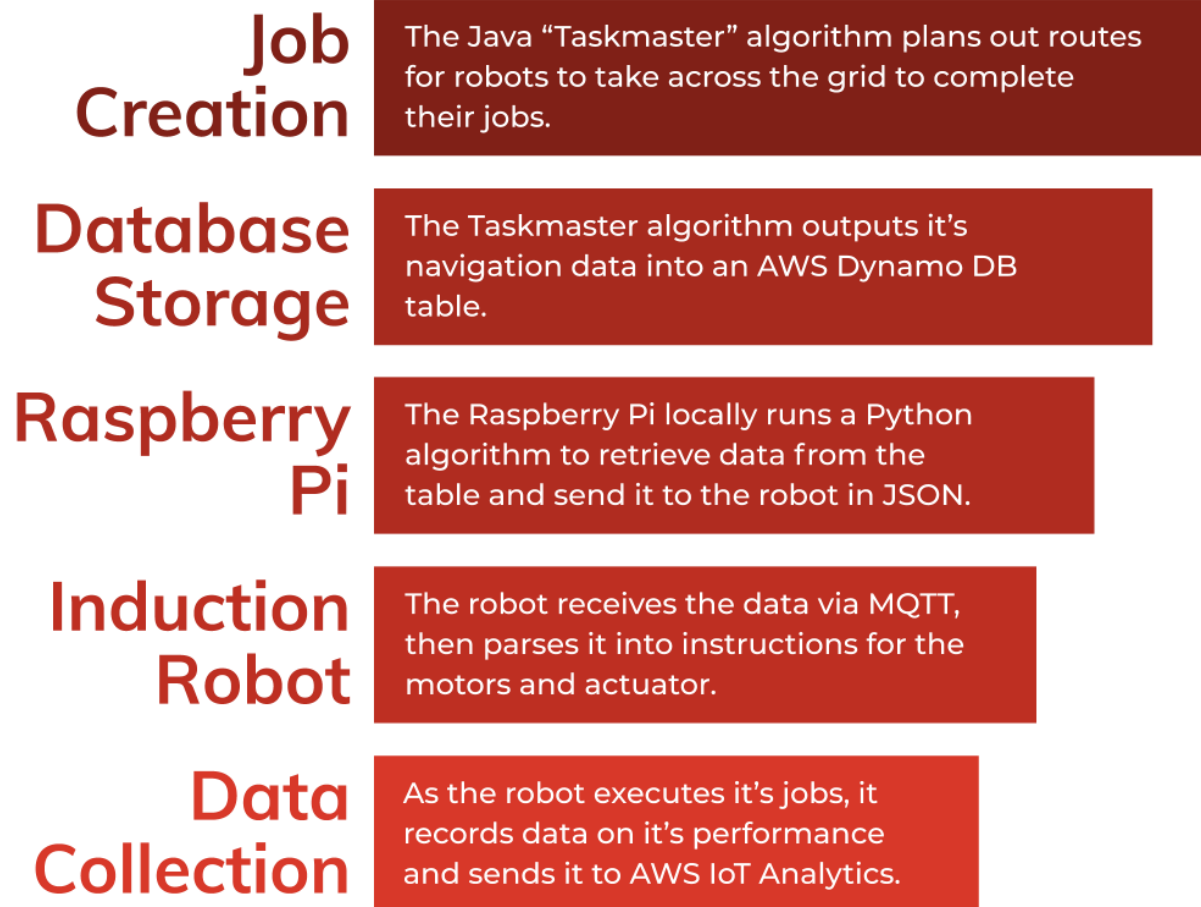 Job
Creation
The Java “Taskmaster” algorithm plans out routes
for robots to take across the grid to complete
their jobs.
Database
Storage
The Taskmaster algorithm outputs it’s
navigation data into an AWS Dynamo DB
table.
Raspberry
Pi
The Raspberry Pi locally runs a Python
algorithm to retrieve data from the
table and send it to the robot in JSON.
Induction
Robot
The robot receives the data via MQTT,
then parses it into instructions for the
motors and actuator.
Data
Collection
As the robot executes it’s jobs, it
records data on it’s performance
and sends it to AWS IoT Analytics.